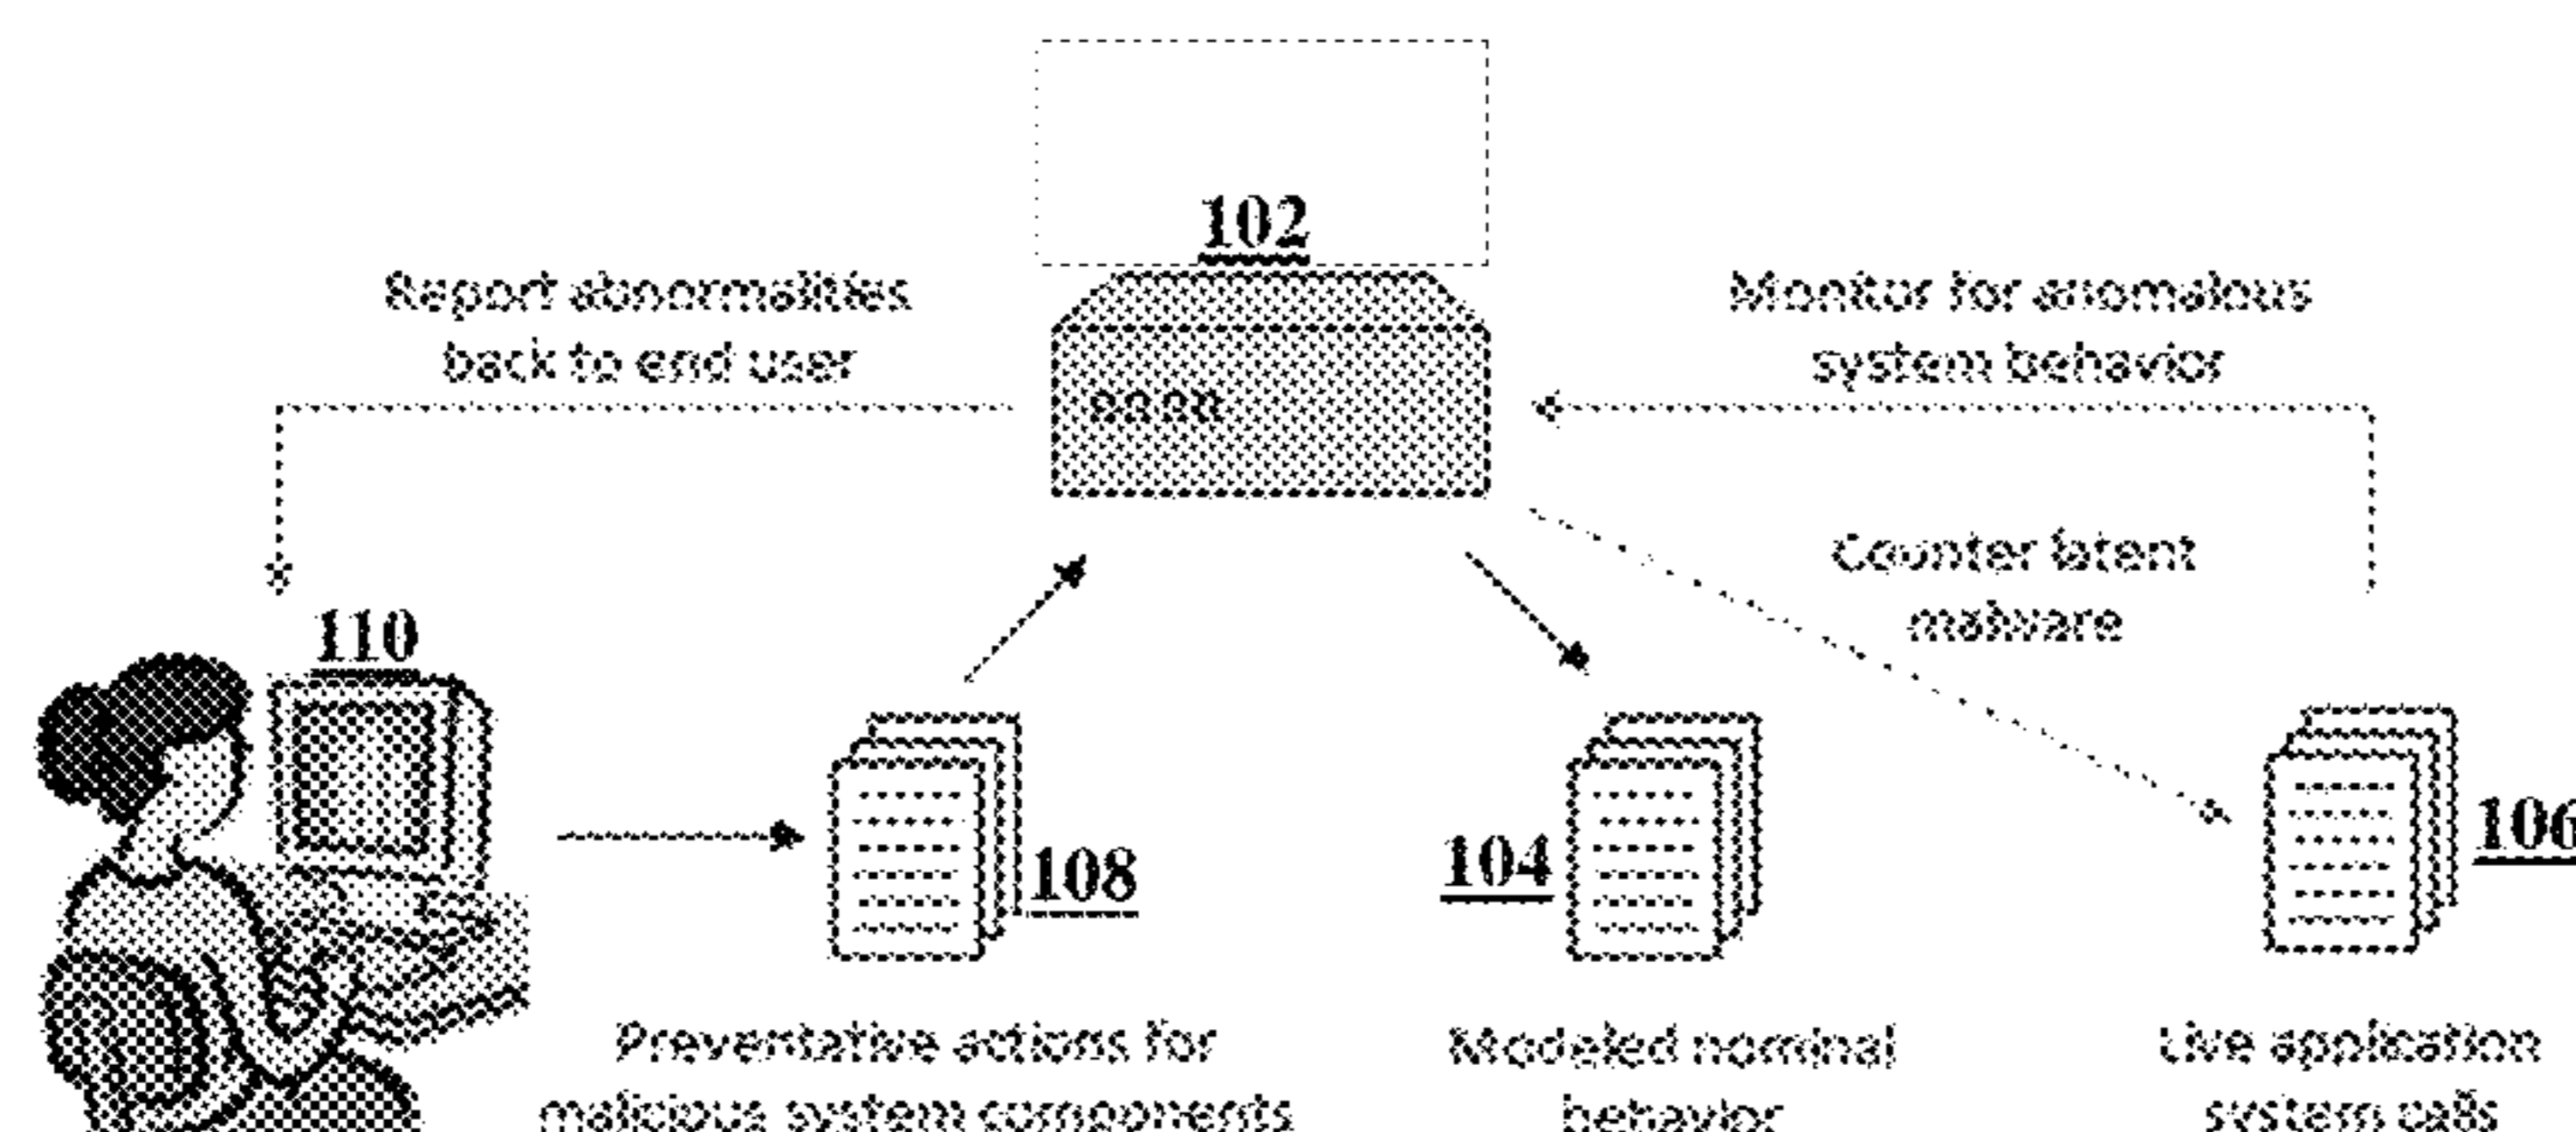 102
Report abnormalities
back to end user
Monitor for anomalous
system behavior
Counter latent
malware
110
108
104
106
Preventative actions for
malicious system components
Modeled nominal
behavior
Live application
system calls